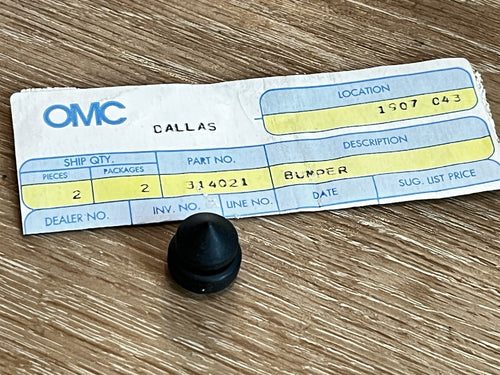 OMC
DALLAS
LOCATION
1907 043
SHIP QTY.
PIECES PACKAGES
PART NO.
DESCRIPTION
2 2 314021 BUMPER
DEALER NO. INV. NO. LINE NO. DATE SUG. LIST PRICE